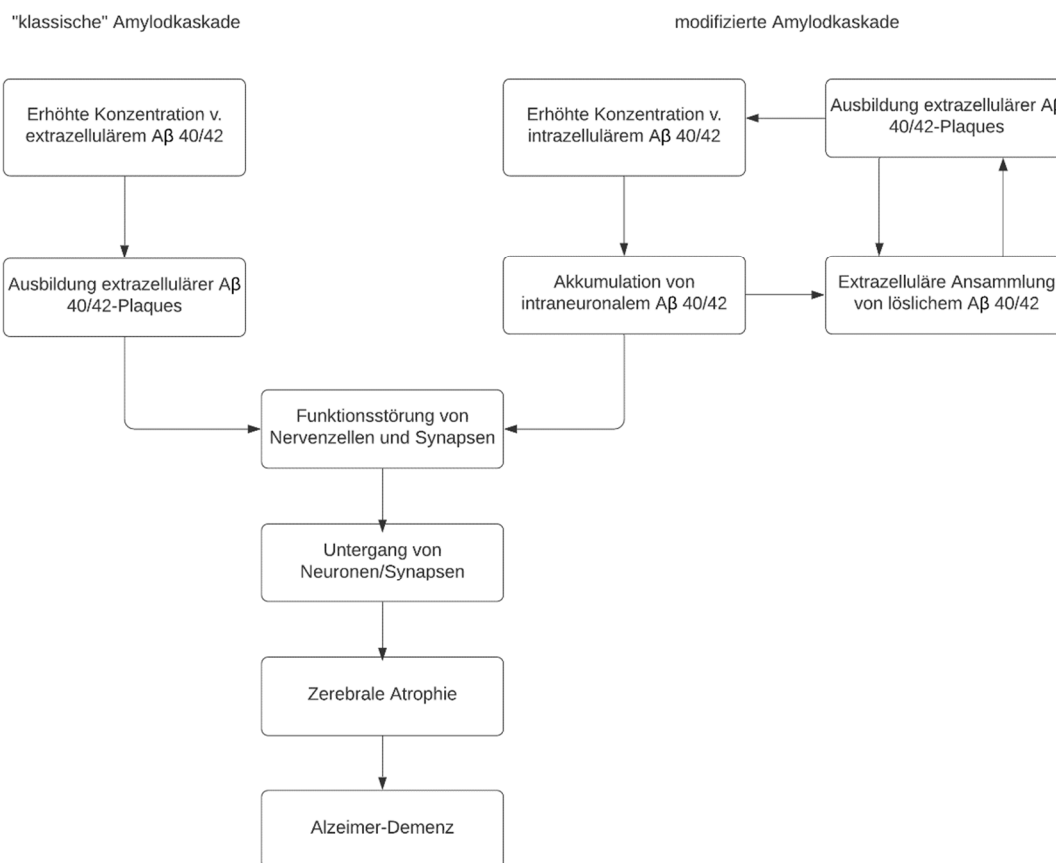 "klassische" Amylodkaskade
modifizierte Amylodkaskade
Erhöhte Konzentration v.
extrazellulärem Aβ 40/42
Erhöhte Konzentration v.
intrazellulärem Aβ 40/42
Ausbildung extrazellulärer Aβ
40/42-Plaques
Ausbildung extrazellulärer Aβ
40/42-Plaques
Akkumulation von
intraneuronalem Aβ 40/42
Extrazelluläre Ansammlung
von löslichem Aβ 40/42
Funktionsstörung von
Nervenzellen und Synapsen
Untergang von
Neuronen/Synapsen
Zerebrale Atrophie
Alzeimer-Demenz